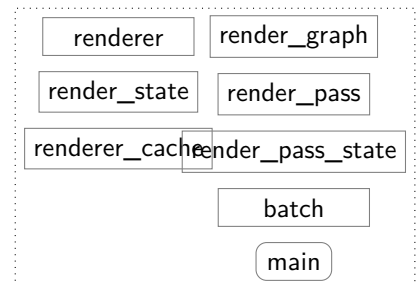 renderer
render_graph
render_state
render_pass
renderer_cache
render_pass_state
batch
main